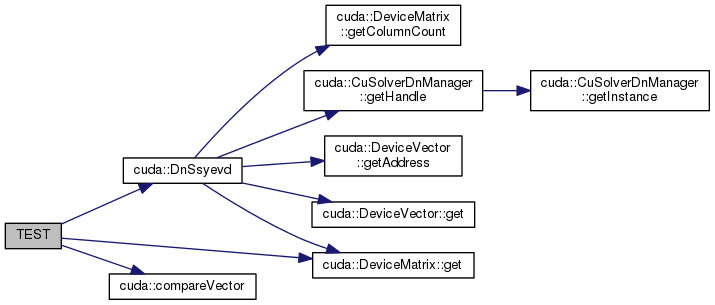 cuda::DeviceMatrix
::getColumnCount
cuda::CuSolverDnManager
::getHandle
cuda::CuSolverDnManager
::getInstance
cuda::DnSsyevd
cuda::DeviceVector
::getAddress
cuda::DeviceVector::get
TEST
cuda::DeviceMatrix::get
cuda::compareVector